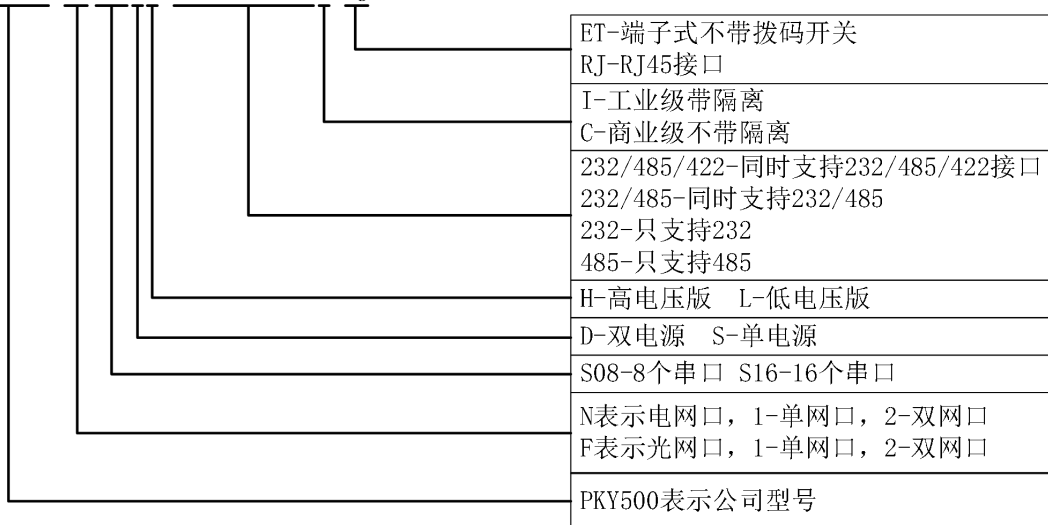 ET-端子式不带拨码开关
RJ-RJ45接口
I-工业级带隔离
C-商业级不带隔离
232/485/422-同时支持232/485/422接口
232/485-同时支持232/485
232-只支持232
485-只支持485
H-高电压版 L-低电压版
D-双电源 S-单电源
S08-8个串口 S16-16个串口
N表示电网口，1-单网口，2-双网口
F表示光网口，1-单网口，2-双网口
PKY500表示公司型号